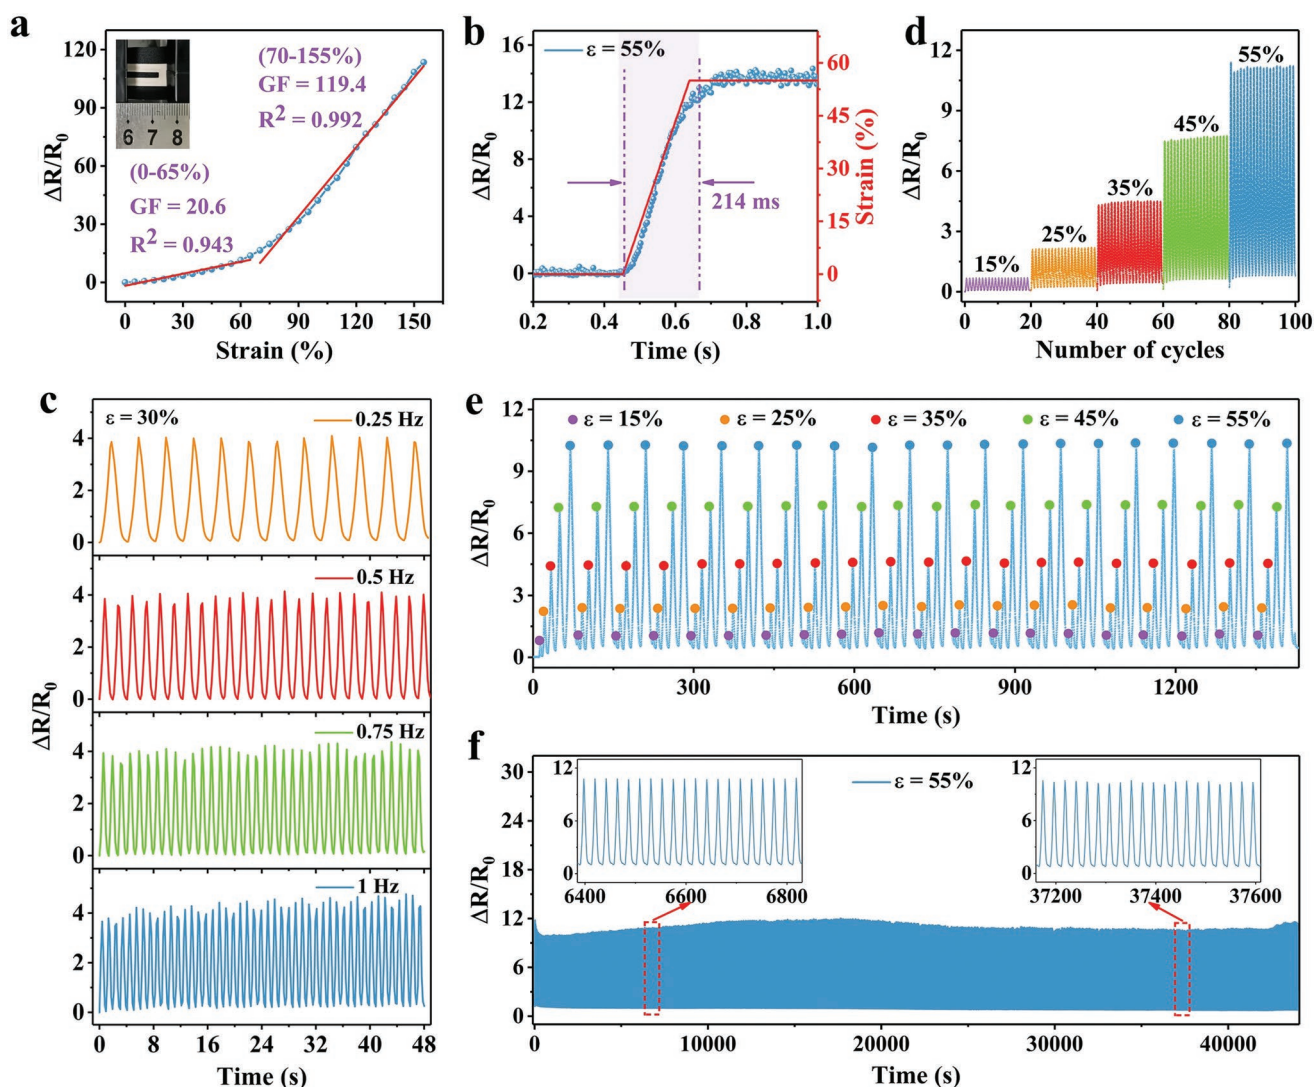 a
120
90
60
30
0
ΔR/R0
(70-155%)
GF = 119.4
R2 = 0.992
(0-65%)
GF = 20.6
R2 = 0.943
6 7 8
0 30 60 90 120 150
Strain (%)
b
ε = 55%
16
12
8
4
0
ΔR/R0
214 ms
60
45
30
15
0
Strain (%)
0.2 0.4 0.6 0.8 1.0
Time (s)
d
12
9
6
3
0
ΔR/R0
15%
25%
35%
45%
55%
0 20 40 60 80 100
Number of cycles
c
ε = 30%
0.25 Hz
4
2
0
0.5 Hz
4
2
0
0.75 Hz
4
2
0
1 Hz
4
2
0
ΔR/R0
0 8 16 24 32 40 48
Time (s)
e
ε = 15% ε = 25% ε = 35% ε = 45% ε = 55%
12
9
6
3
0
ΔR/R0
0 300 600 900 1200
Time (s)
f
ε = 55%
30
24
18
12
6
0
ΔR/R0
12
6
0
6400 6600 6800
12
6
0
37200 37400 37600
0 10000 20000 30000 40000
Time (s)